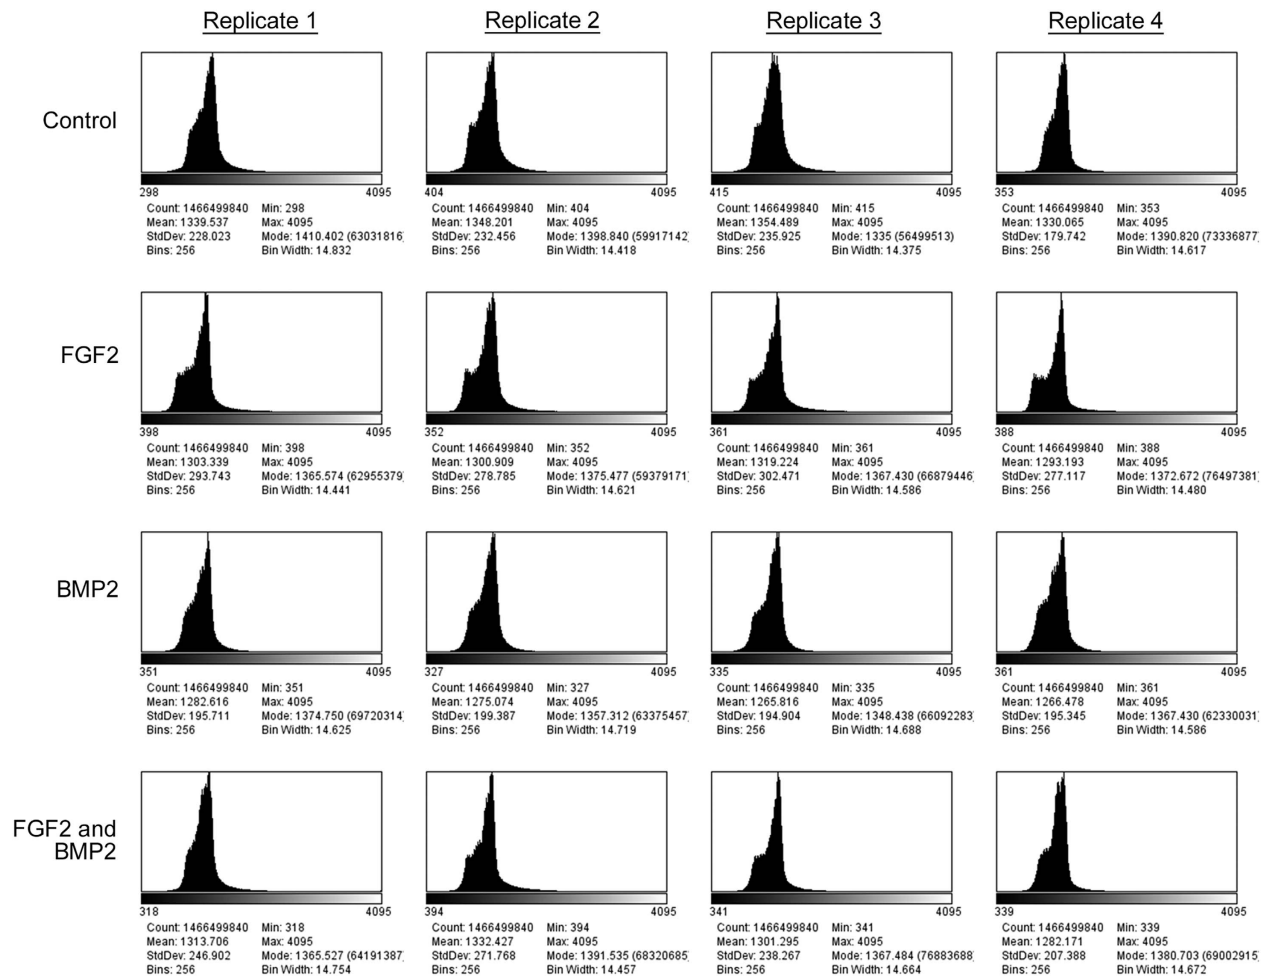 Replicate 1 Replicate 2 Replicate 3 Replicate 4
Control
298 4095 404 4095 415 4095 353 4095
Count: 1466499840 Min: 298 Count: 1466499840 Min: 404 Count: 1466499840 Min: 415 Count: 1466499840 Min: 353
Mean: 1339.537 Max: 4095 Mean: 1348.201 Max: 4095 Mean: 1354.489 Max: 4095 Mean: 1330.065 Max: 4095
StdDev: 228.023 Mode: 1410.402 (63031816) StdDev: 232.456 Mode: 1398.840 (59917142) StdDev: 235.925 Mode: 1335 (56499513) StdDev: 179.742 Mode: 1390.820 (73336877)
Bins: 256 Bin Width: 14.832 Bins: 256 Bin Width: 14.418 Bins: 256 Bin Width: 14.375 Bins: 256 Bin Width: 14.617
FGF2
398 4095 352 4095 361 4095 388 4095
Count: 1466499840 Min: 398 Count: 1466499840 Min: 352 Count: 1466499840 Min: 361 Count: 1466499840 Min: 388
Mean: 1303.339 Max: 4095 Mean: 1300.909 Max: 4095 Mean: 1319.224 Max: 4095 Mean: 1293.193 Max: 4095
StdDev: 293.743 Mode: 1365.574 (62955379) StdDev: 278.785 Mode: 1375.477 (59379171) StdDev: 302.471 Mode: 1367.430 (66879446) StdDev: 277.117 Mode: 1372.672 (76497381)
Bins: 256 Bin Width: 14.441 Bins: 256 Bin Width: 14.621 Bins: 256 Bin Width: 14.586 Bins: 256 Bin Width: 14.480
BMP2
351 4095 327 4095 335 4095 361 4095
Count: 1466499840 Min: 351 Count: 1466499840 Min: 327 Count: 1466499840 Min: 335 Count: 1466499840 Min: 361
Mean: 1282.616 Max: 4095 Mean: 1275.074 Max: 4095 Mean: 1265.816 Max: 4095 Mean: 1266.478 Max: 4095
StdDev: 195.711 Mode: 1374.750 (69720314) StdDev: 199.387 Mode: 1357.312 (63375457) StdDev: 194.904 Mode: 1348.438 (66092283) StdDev: 195.345 Mode: 1367.430 (62330031)
Bins: 256 Bin Width: 14.625 Bins: 256 Bin Width: 14.719 Bins: 256 Bin Width: 14.688 Bins: 256 Bin Width: 14.586
FGF2 and
BMP2
318 4095 394 4095 341 4095 339 4095
Count: 1466499840 Min: 318 Count: 1466499840 Min: 394 Count: 1466499840 Min: 341 Count: 1466499840 Min: 339
Mean: 1313.706 Max: 4095 Mean: 1332.427 Max: 4095 Mean: 1301.295 Max: 4095 Mean: 1282.171 Max: 4095
StdDev: 246.902 Mode: 1365.527 (64191387) StdDev: 271.768 Mode: 1391.535 (68320685) StdDev: 238.267 Mode: 1367.484 (76883688) StdDev: 207.388 Mode: 1380.703 (69002915)
Bins: 256 Bin Width: 14.754 Bins: 256 Bin Width: 14.457 Bins: 256 Bin Width: 14.664 Bins: 256 Bin Width: 14.672